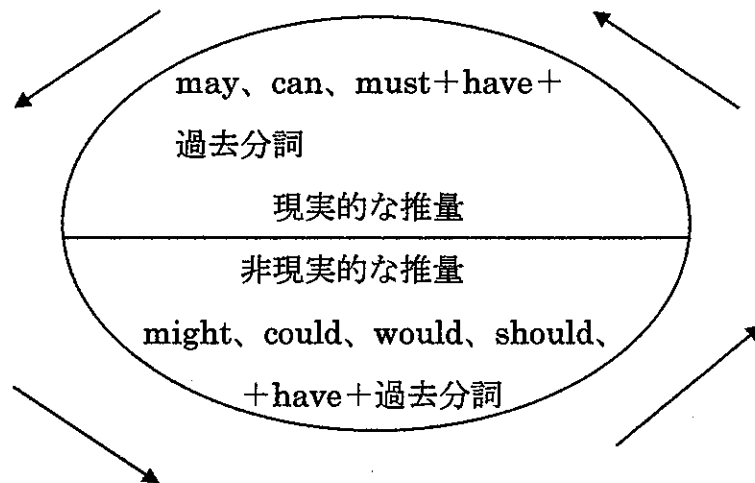 may、can、must+have+
過去分詞
現実的な推量
非現実的な推量
might、could、would、should、
+have+過去分詞